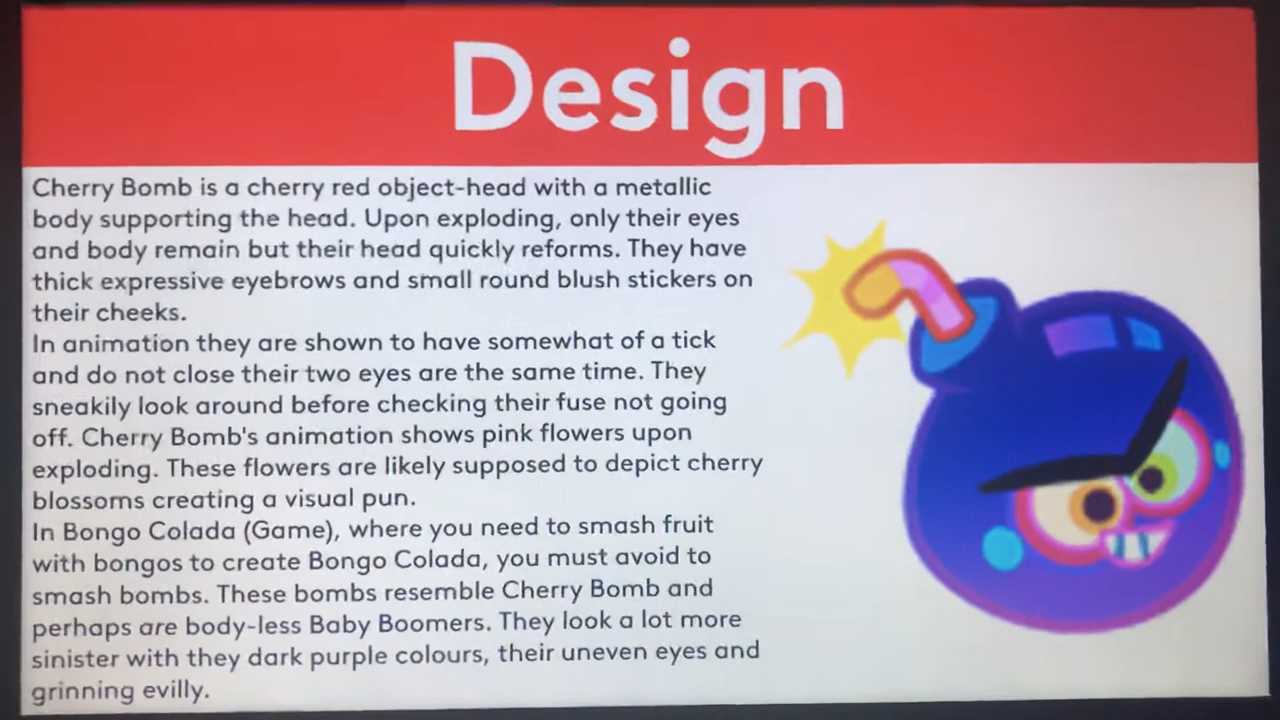 Design
Cherry Bomb is a cherry red object-head with a metallic
body supporting the head. Upon exploding, only their eyes
and body remain but their head quickly reforms. They have
thick expressive eyebrows and small round blush stickers on
their cheeks.
In animation they are shown to have somewhat of a tick
and do not close their two eyes are the same time. They
sneakily look around before checking their fuse not going
off. Cherry Bomb's animation shows pink flowers upon
exploding. These flowers are likely supposed to depict cherry
blossoms creating a visual pun.
In Bongo Colada (Game), where you need to smash fruit
with bongos to create Bongo Colada, you must avoid to
smash bombs. These bombs resemble Cherry Bomb and
perhaps are body-less Baby Boomers. They look a lot more
sinister with they dark purple colours, their uneven eyes and
grinning evilly.